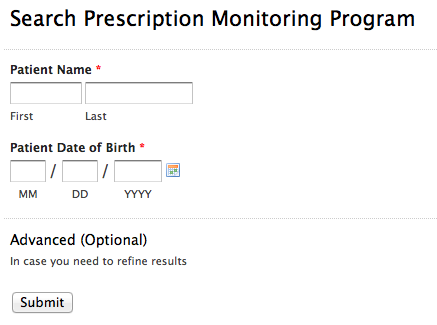 Search Prescription Monitoring Program
Patient Name *
First Last
Patient Date of Birth *
/ /
MM DD YYYY
Advanced (Optional)
In case you need to refine results
Submit